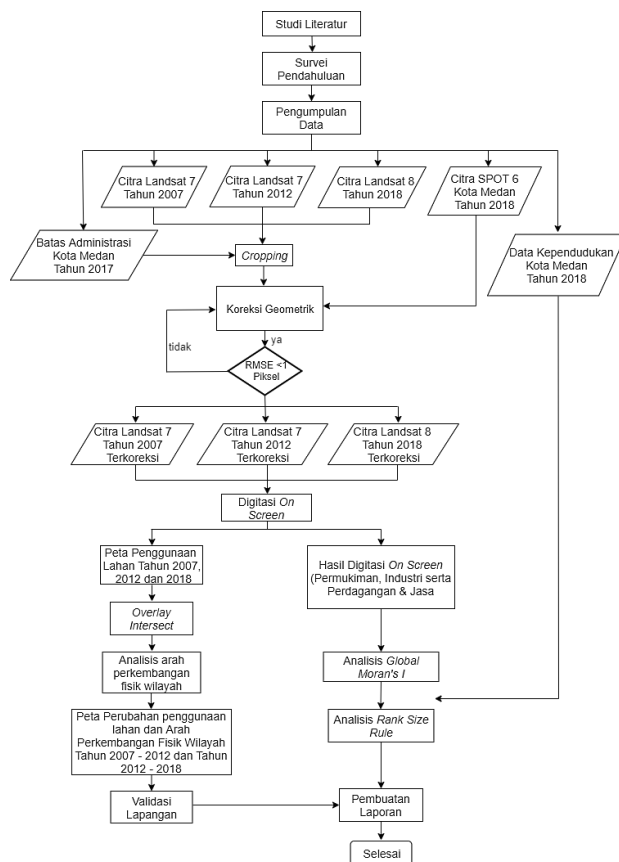 Studi Literatur
Survei
Pendahuluan
Pengumpulan
Data
Citra Landsat 7
Tahun 2007
Citra Landsat 7
Tahun 2012
Citra Landsat 8
Tahun 2018
Citra SPOT 6
Kota Medan
Tahun 2018
Batas Administrasi
Kota Medan
Tahun 2017
Cropping
Data Kependudukan
Kota Medan
Tahun 2018
Koreksi Geometrik
tidak
ya
RMSE <1
Piksel
Citra Landsat 7
Tahun 2007
Terkoreksi
Citra Landsat 7
Tahun 2012
Terkoreksi
Citra Landsat 8
Tahun 2018
Terkoreksi
Digitasi On
Screen
Peta Penggunaan
Lahan Tahun 2007,
2012 dan 2018
Hasil Digitasi On Screen
(Permukiman, Industri serta
Perdagangan & Jasa
Overlay
Intersect
Analisis arah
perkembangan
fisik wilayah
Analisis Global
Moran's I
Peta Perubahan penggunaan
lahan dan Arah
Perkembangan Fisik Wilayah
Tahun 2007 - 2012 dan Tahun
2012 - 2018
Analisis Rank Size
Rule
Validasi
Lapangan
Pembuatan
Laporan
Selesai